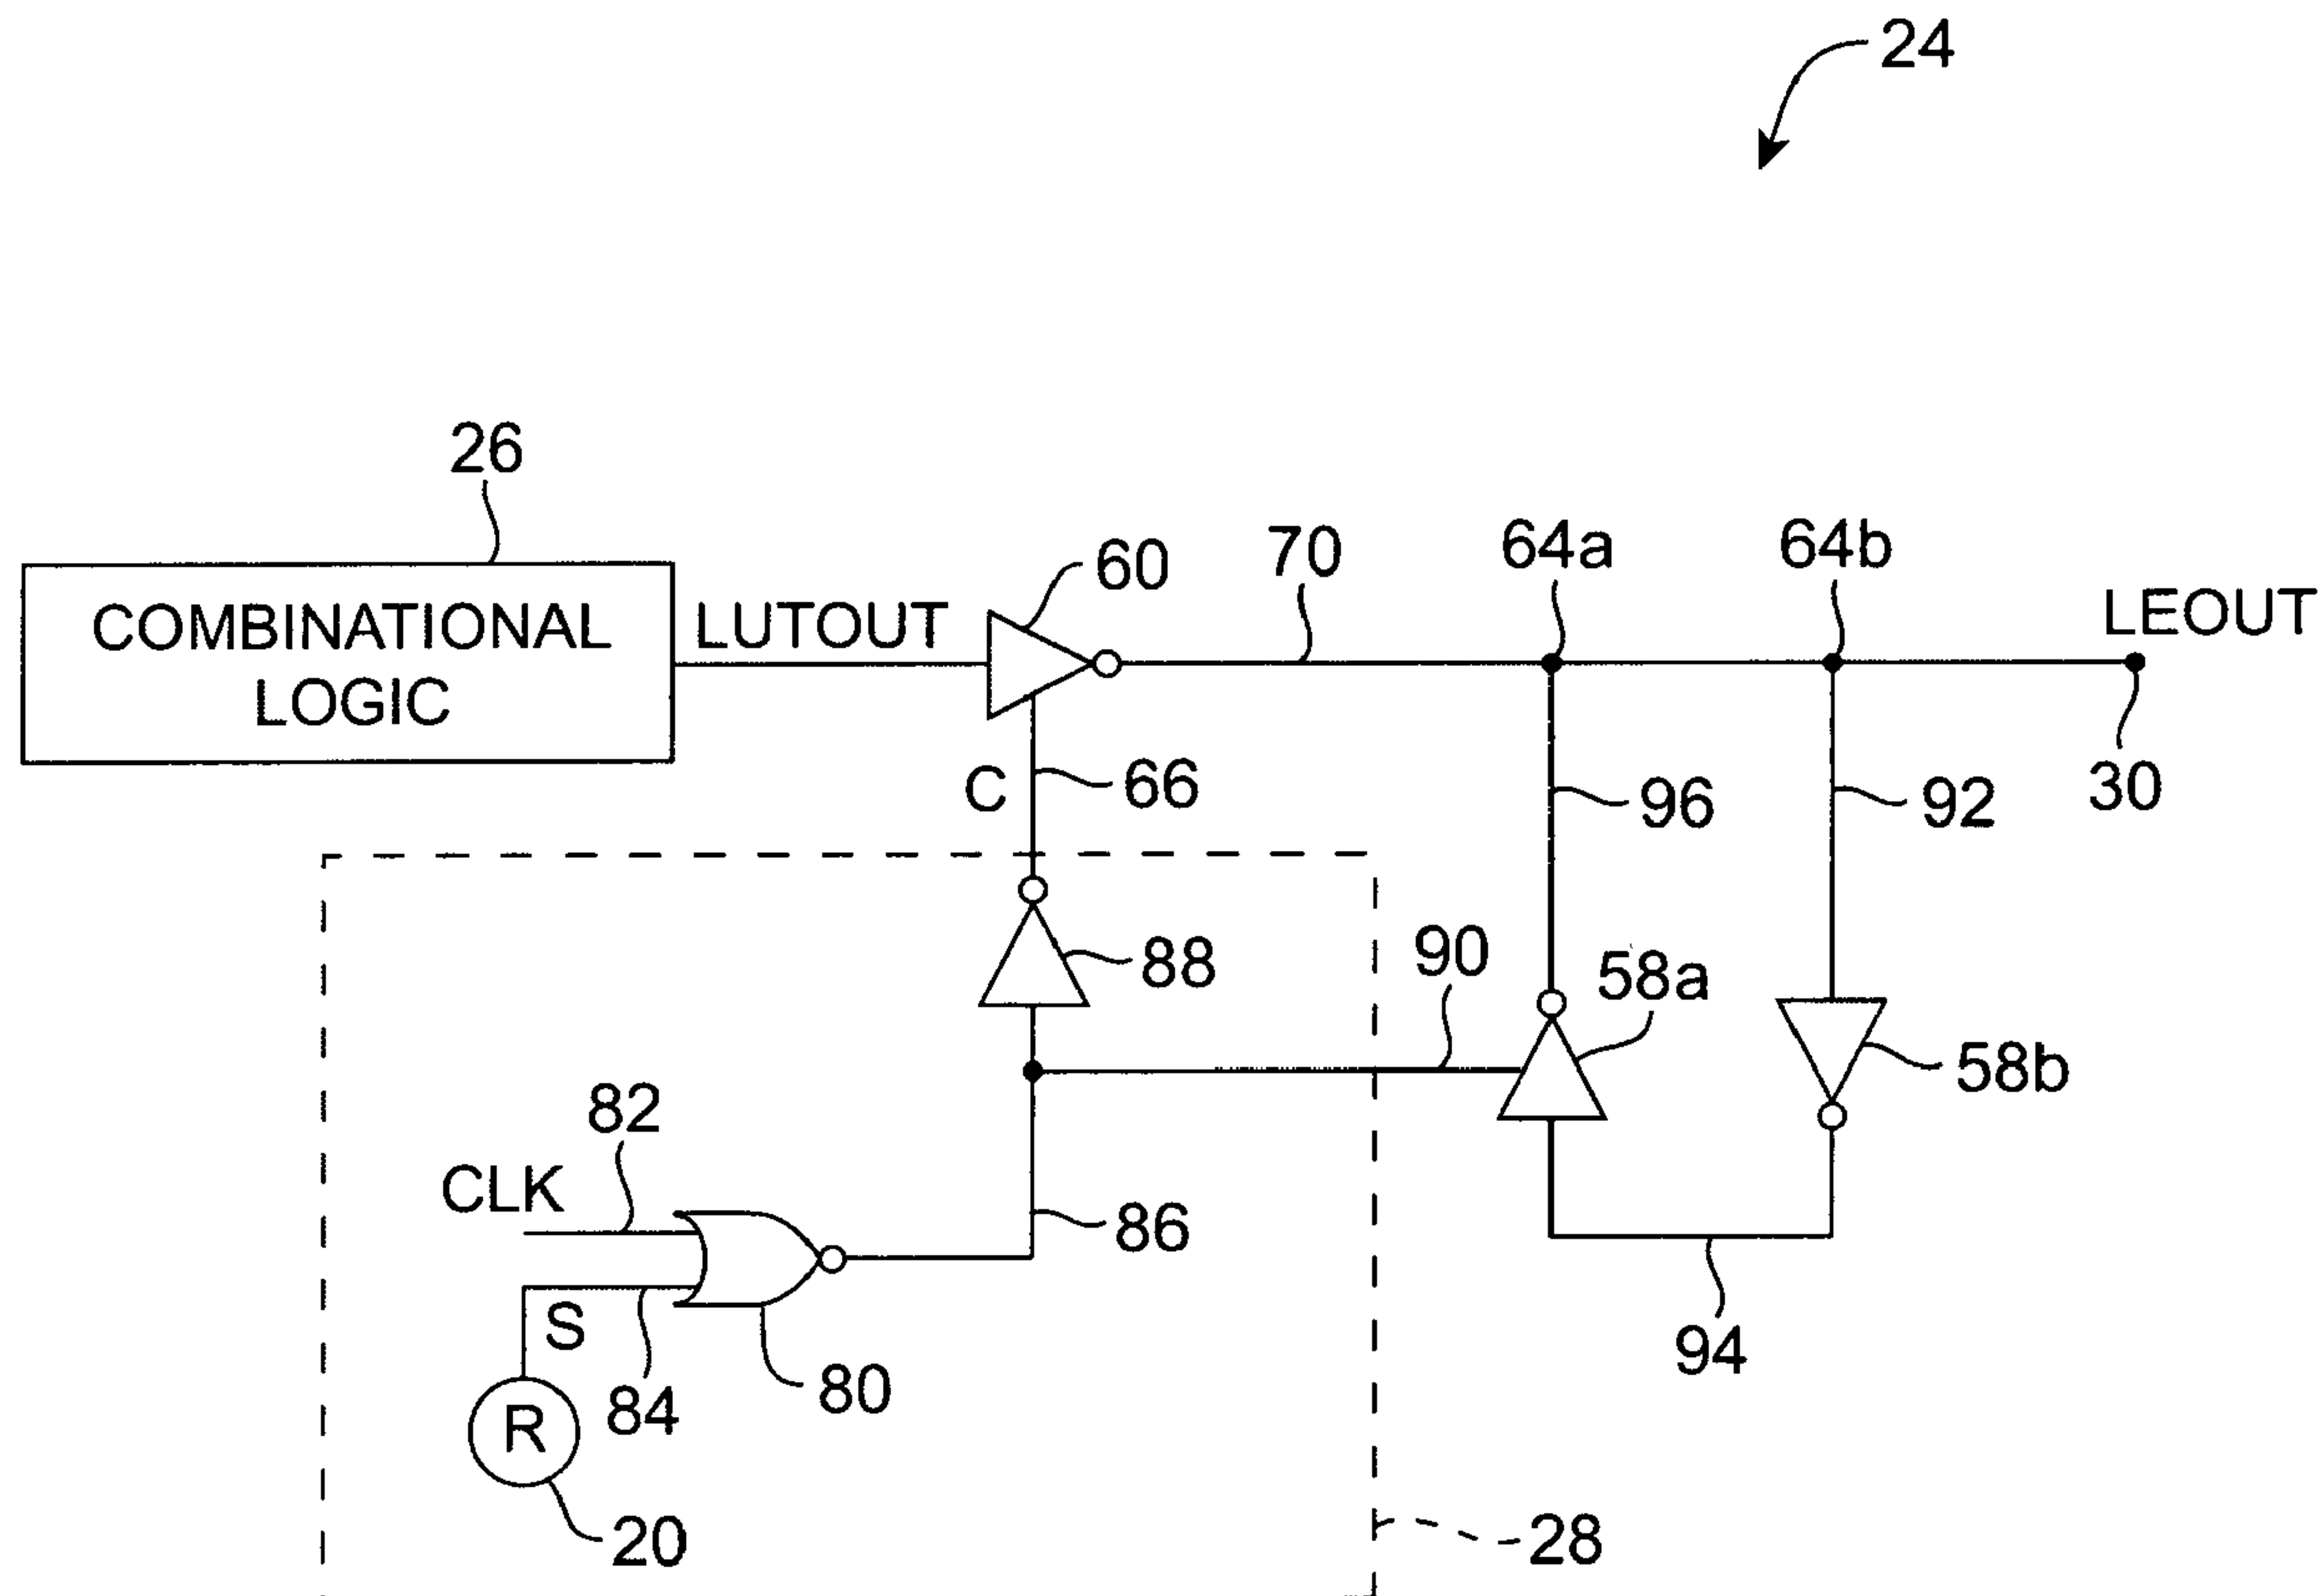 24
26
COMBINATIONAL
LOGIC
LUTOUT
60
70
64a
64b
LEOUT
30
C
66
96
92
88
90
58a
58b
82
CLK
86
S
84
80
94
R
20
28